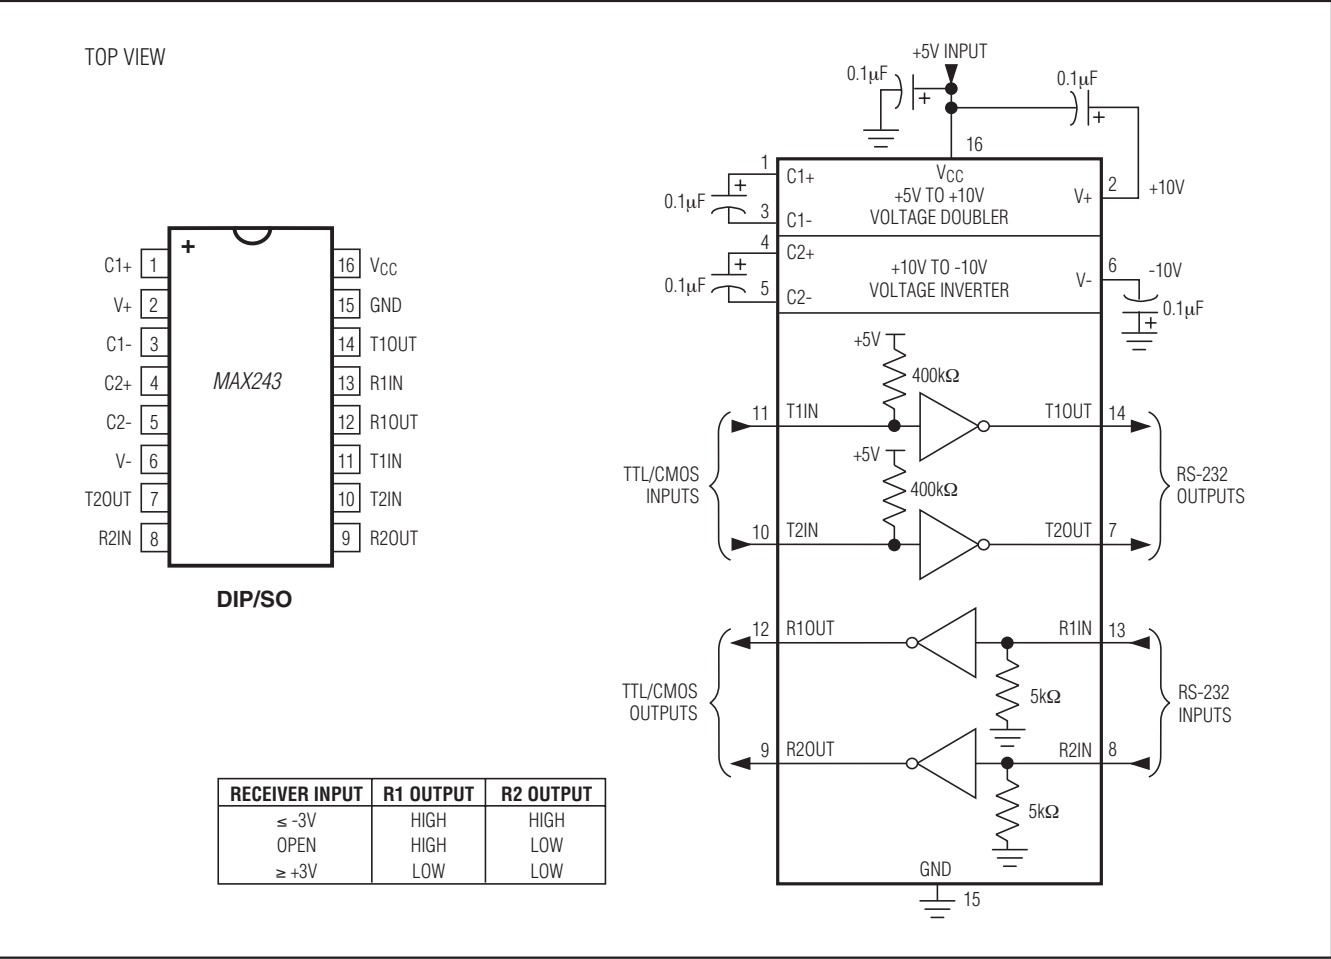 TOP VIEW
+
C1+ 1
V+ 2
C1- 3
C2+ 4
C2- 5
V- 6
T2OUT 7
R2IN 8
MAX243
16 VCC
15 GND
14 T1OUT
13 R1IN
12 R1OUT
11 T1IN
10 T2IN
9 R2OUT
DIP/SO
RECEIVER INPUT R1 OUTPUT R2 OUTPUT
≤ -3V HIGH HIGH
OPEN HIGH LOW
≥ +3V LOW LOW
+5V INPUT
0.1µF +
0.1µF +
16
1 C1+ VCC
+5V TO +10V
VOLTAGE DOUBLER
V+ 2 +10V
0.1µF +
3 C1-
4 C2+
+10V TO -10V
VOLTAGE INVERTER
V- 6 -10V
0.1µF +
5 C2-
0.1µF +
+5V
400kΩ
11 T1IN T1OUT 14
+5V
400kΩ
TTL/CMOS
INPUTS
RS-232
OUTPUTS
10 T2IN T2OUT 7
12 R1OUT R1IN 13
5kΩ
TTL/CMOS
OUTPUTS
RS-232
INPUTS
9 R2OUT R2IN 8
5kΩ
GND
15